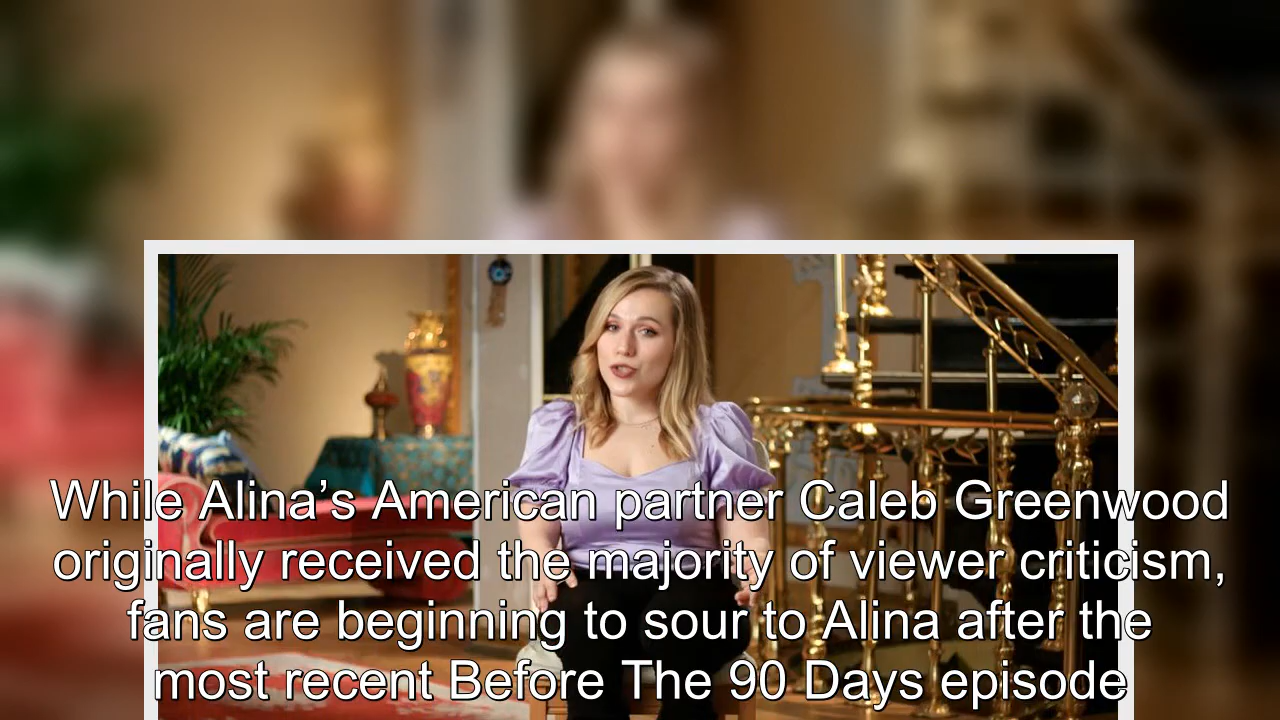 While Alina’s American partner Caleb Greenwood
originally received the majority of viewer criticism,
fans are beginning to sour to Alina after the
most recent Before The 90 Days episode